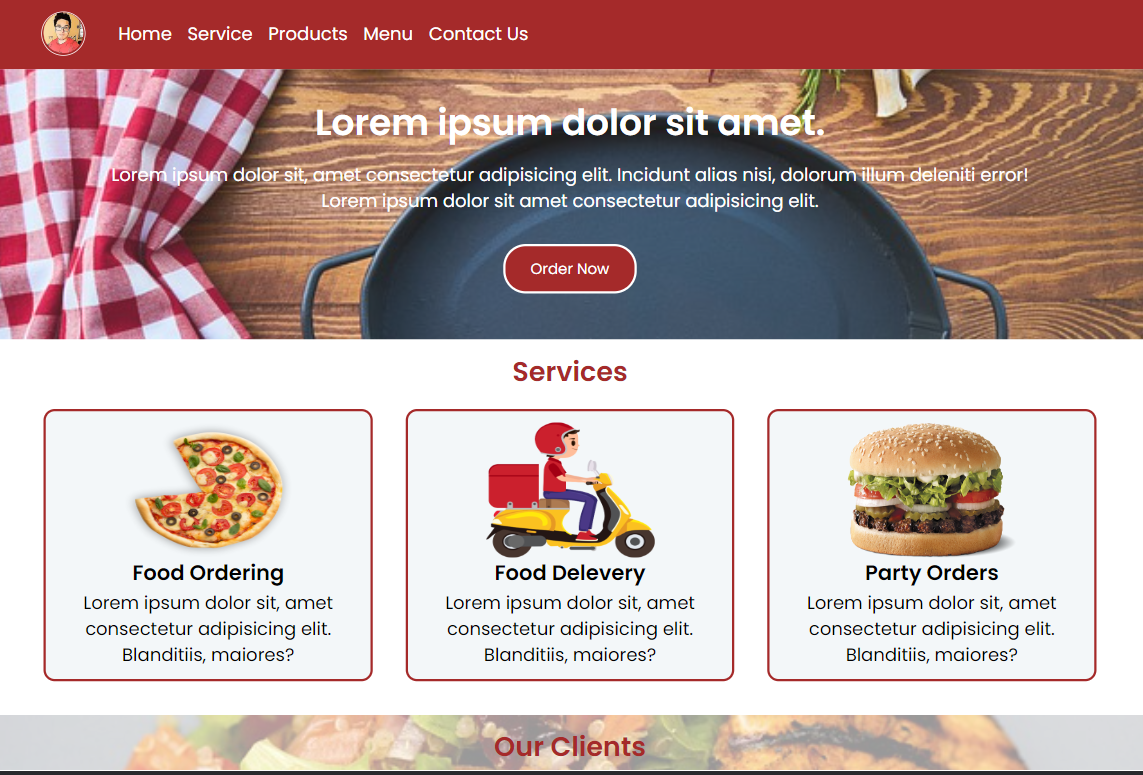 Home Service Products Menu Contact Us
Lorem ipsum dolor sit amet.
Lorem ipsum dolor sit, amet consectetur adipisicing elit. Incidunt alias nisi, dolorum illum deleniti error!
Lorem ipsum dolor sit amet consectetur adipisicing elit.
Order Now
Services
Food Ordering
Lorem ipsum dolor sit, amet
consectetur adipisicing elit.
Blanditiis, maiores?
Food Delevery
Lorem ipsum dolor sit, amet
consectetur adipisicing elit.
Blanditiis, maiores?
Party Orders
Lorem ipsum dolor sit, amet
consectetur adipisicing elit.
Blanditiis, maiores?
Our Clients